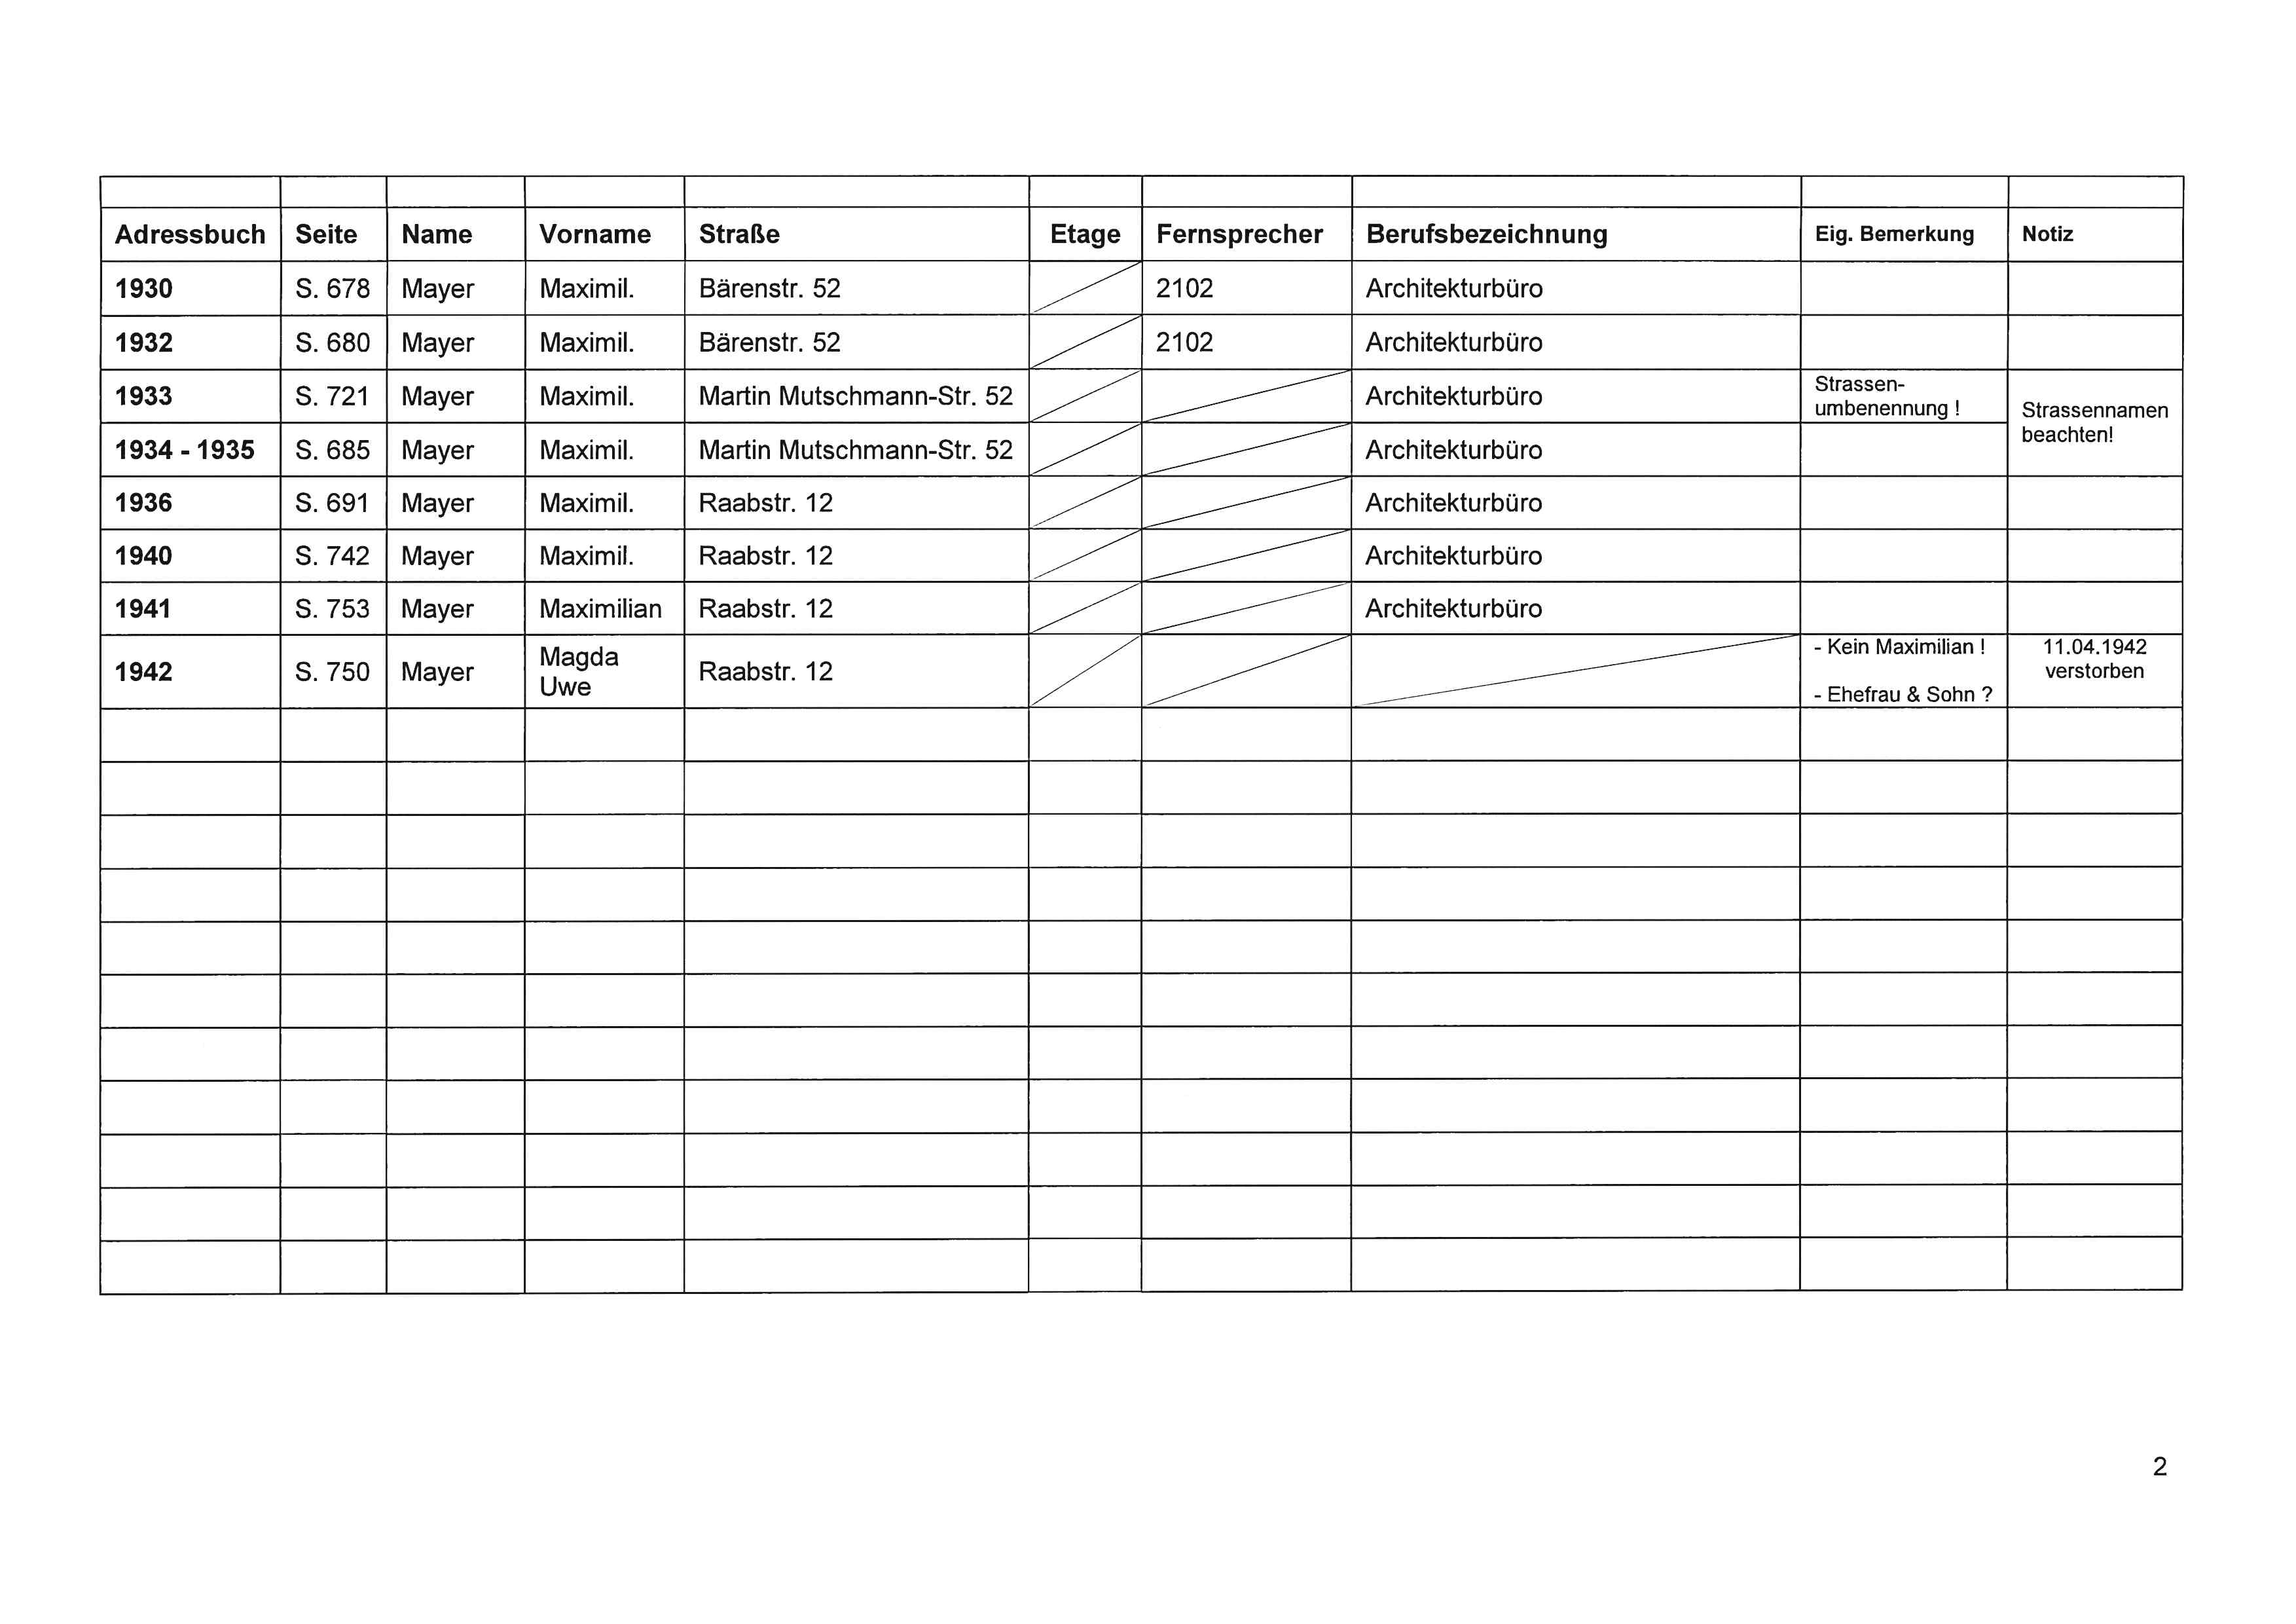 Adressbuch Seite Name Vorname Straße Etage Fernsprecher Berufsbezeichnung Eig. Bemerkung Notiz
1930 S. 678 Mayer Maximil. Bärenstr. 52 2102 Architekturbüro
1932 S. 680 Mayer Maximil. Bärenstr. 52 2102 Architekturbüro
1933 S. 721 Mayer Maximil. Martin Mutschmann-Str. 52 Architekturbüro Strassen-
umbenennung !
Strassennamen
beachten!
1934 - 1935 S. 685 Mayer Maximil. Martin Mutschmann-Str. 52 Architekturbüro
1936 S. 691 Mayer Maximil. Raabstr. 12 Architekturbüro
1940 S. 742 Mayer Maximil. Raabstr. 12 Architekturbüro
1941 S. 753 Mayer Maximilian Raabstr. 12 Architekturbüro
1942 S. 750 Mayer Magda
Uwe
Raabstr. 12
- Kein Maximilian !
- Ehefrau & Sohn ?
11.04.1942
verstorben
2